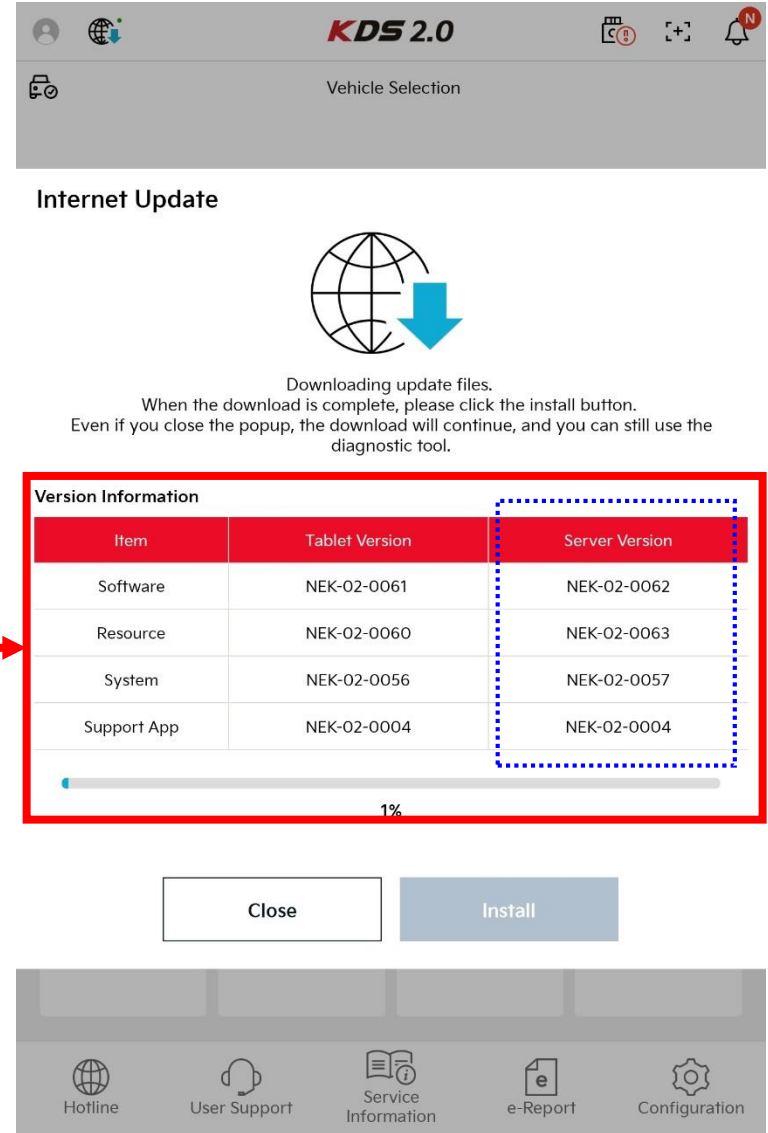 KDS 2.0
N
Vehicle Selection
Internet Update
Downloading update files.
When the download is complete, please click the install button.
Even if you close the popup, the download will continue, and you can still use the
diagnostic tool.
Version Information
Item Tablet Version Server Version
Software NEK-02-0061 NEK-02-0062
Resource NEK-02-0060 NEK-02-0063
System NEK-02-0056 NEK-02-0057
Support App NEK-02-0004 NEK-02-0004
1%
Close Install
Hotline User Support Service Information e-Report Configuration